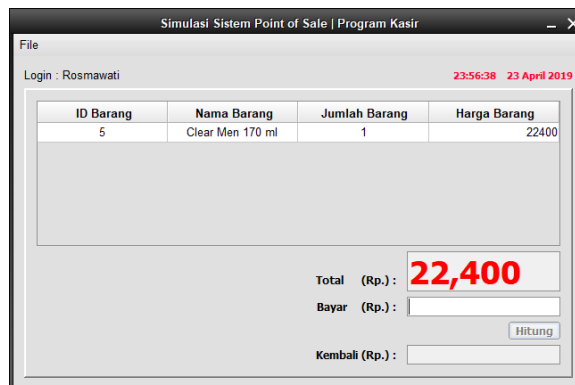 Simulasi Sistem Point of Sale | Program Kasir
File
Login : Rosmawati 23:56:38 23 April 2019
ID Barang Nama Barang Jumlah Barang Harga Barang
5 Clear Men 170 ml 1 22400
Total (Rp.) : 22,400
Bayar (Rp.) :
Hitung
Kembali (Rp.) :